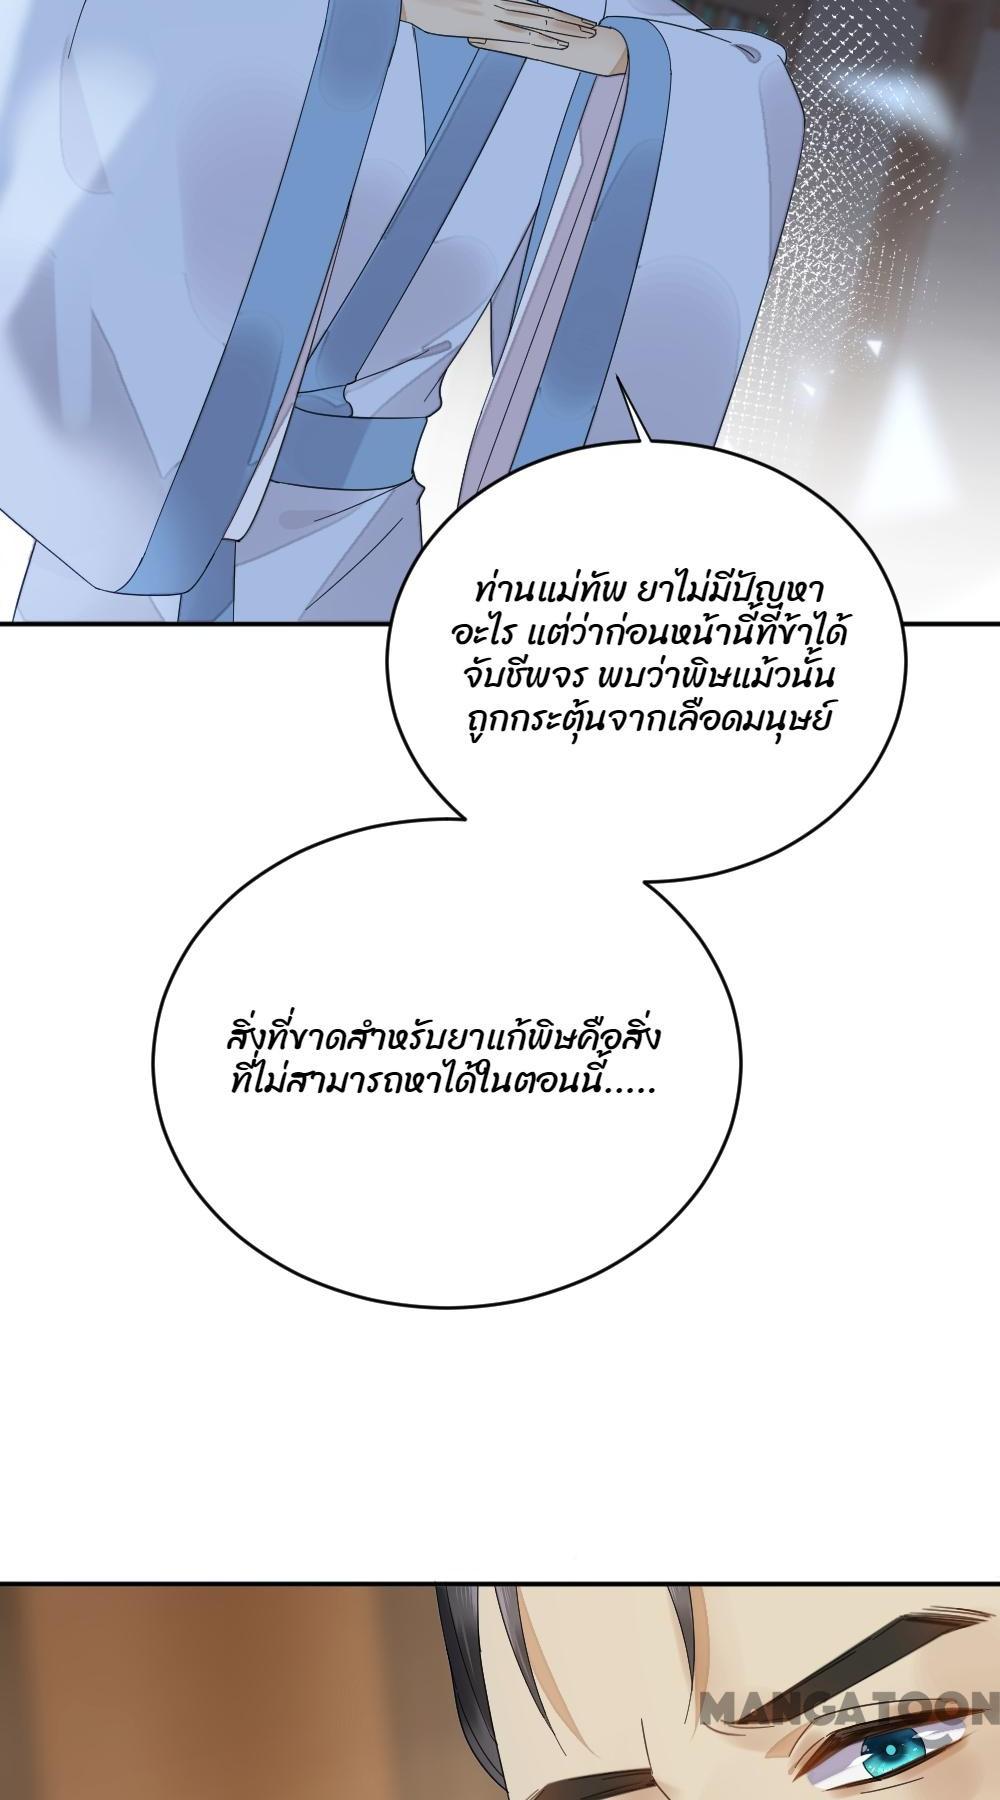 ท่านแม่ทัพ ยาไม่มีปัญหา
อะไร แต่ว่าก่อนหน้านี้ที่ข้าได้
จับชีพจร พบว่าพิษแม้วนั้น
ถูกกระตุ้นจากเลือดมนุษย์
สิ่งที่ขาดสำหรับยาแก้พิษคือสิ่ง
ที่ไม่สามารถหาได้ในตอนนี้.....
MANGATOON